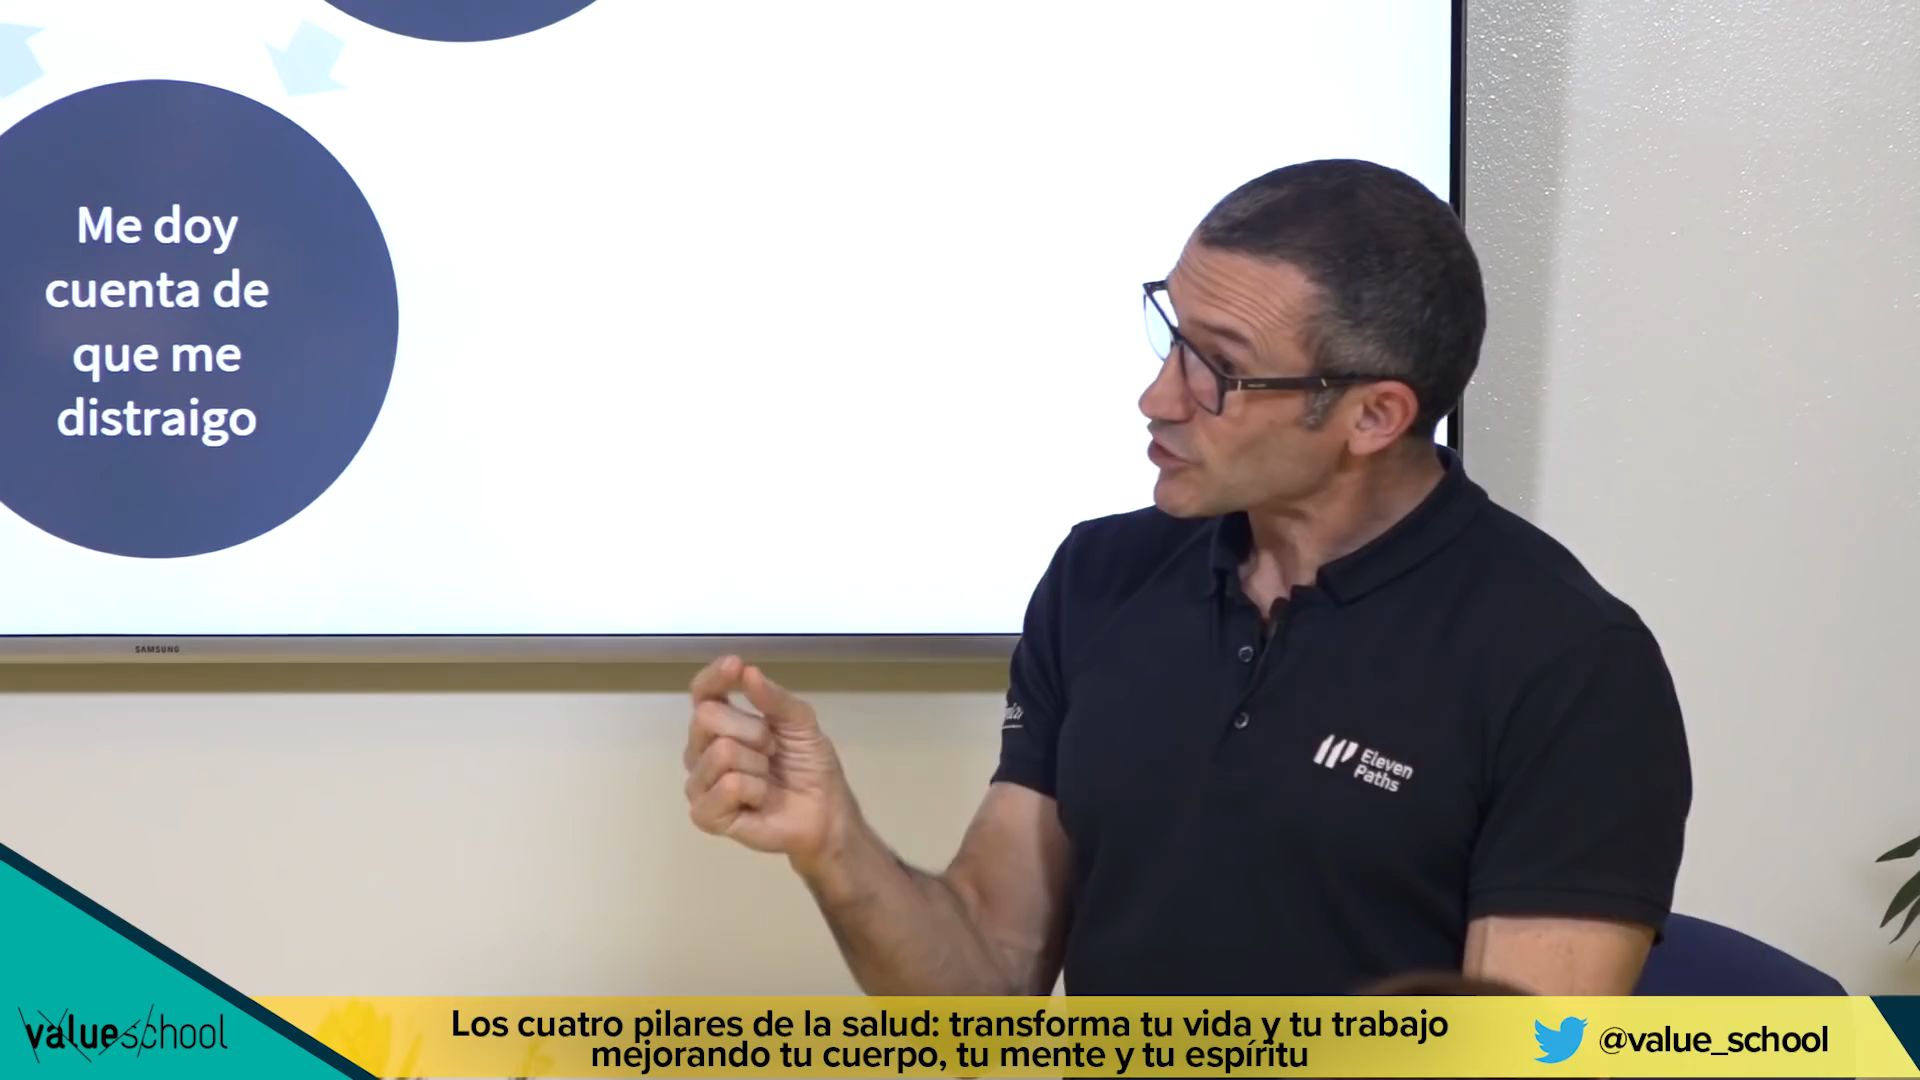 Me doy
cuenta de
que me
distraigo
SAMSUNG
Eleven
Paths
valueschool
Los cuatro pilares de la salud: transforma tu vida y tu trabajo
mejorando tu cuerpo, tu mente y tu espíritu
@value_school